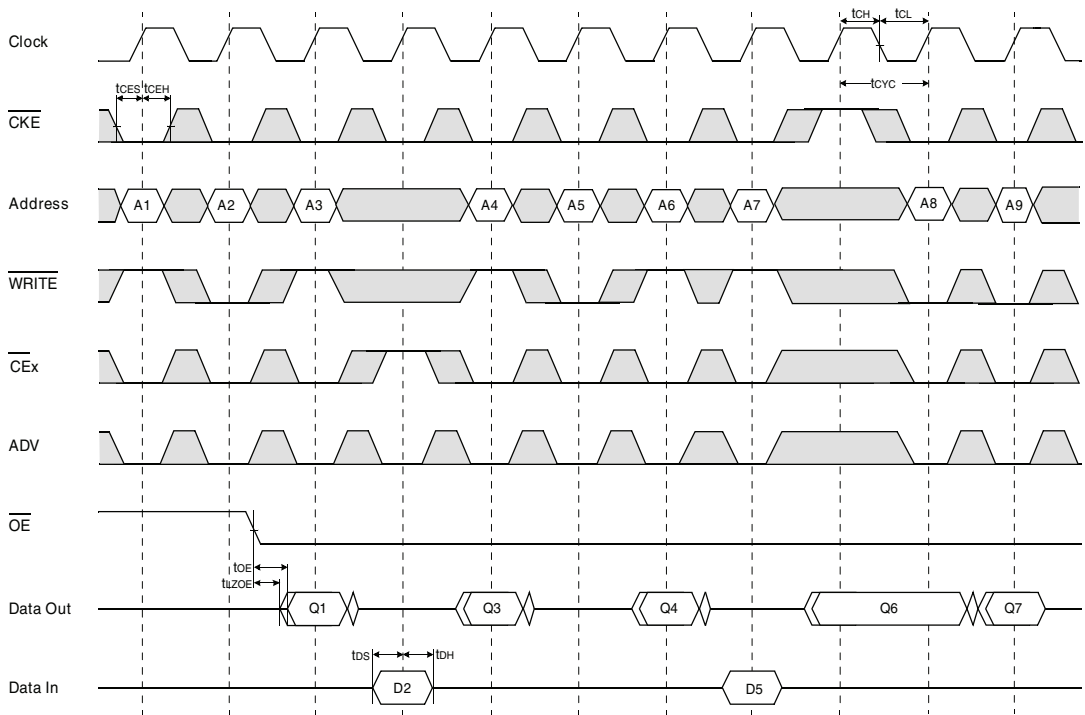 Clock
tCH
tCL
tCYC
CKE
tCES
tCEH
Address
A1
A2
A3
A4
A5
A6
A7
A8
A9
WRITE
CEx
ADV
OE
tOE
tLZOE
Data Out
Q1
Q3
Q4
Q6
Q7
tDS
tDH
Data In
D2
D5